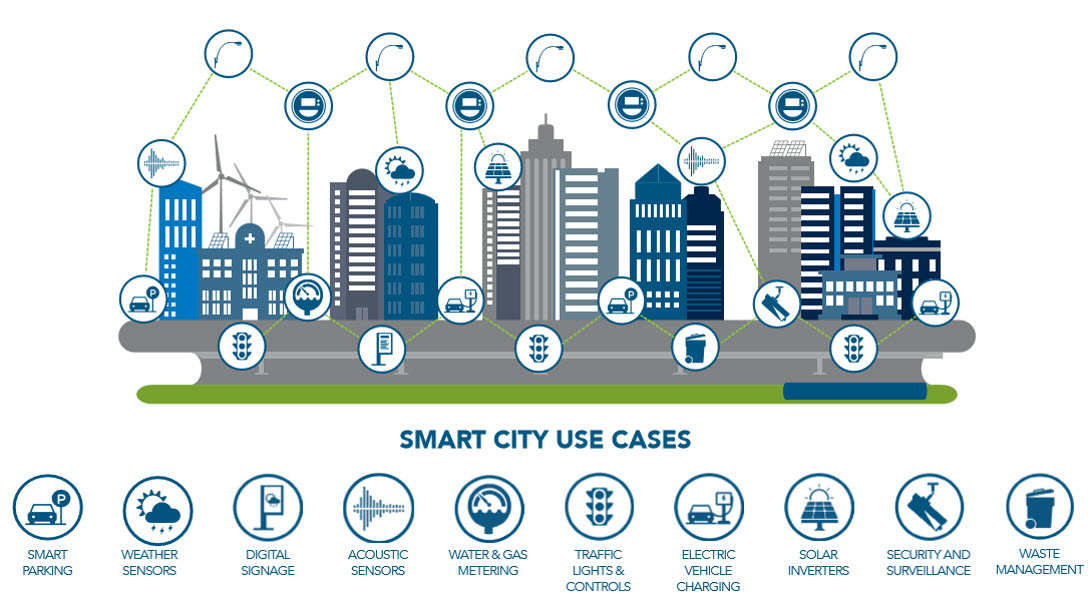 SMART CITY USE CASES
SMART
PARKING
WEATHER
SENSORS
DIGITAL
SIGNAGE
ACOUSTIC
SENSORS
WATER & GAS
METERING
TRAFFIC
LIGHTS &
CONTROLS
ELECTRIC
VEHICLE
CHARGING
SOLAR
INVERTERS
SECURITY AND
SURVEILLANCE
WASTE
MANAGEMENT